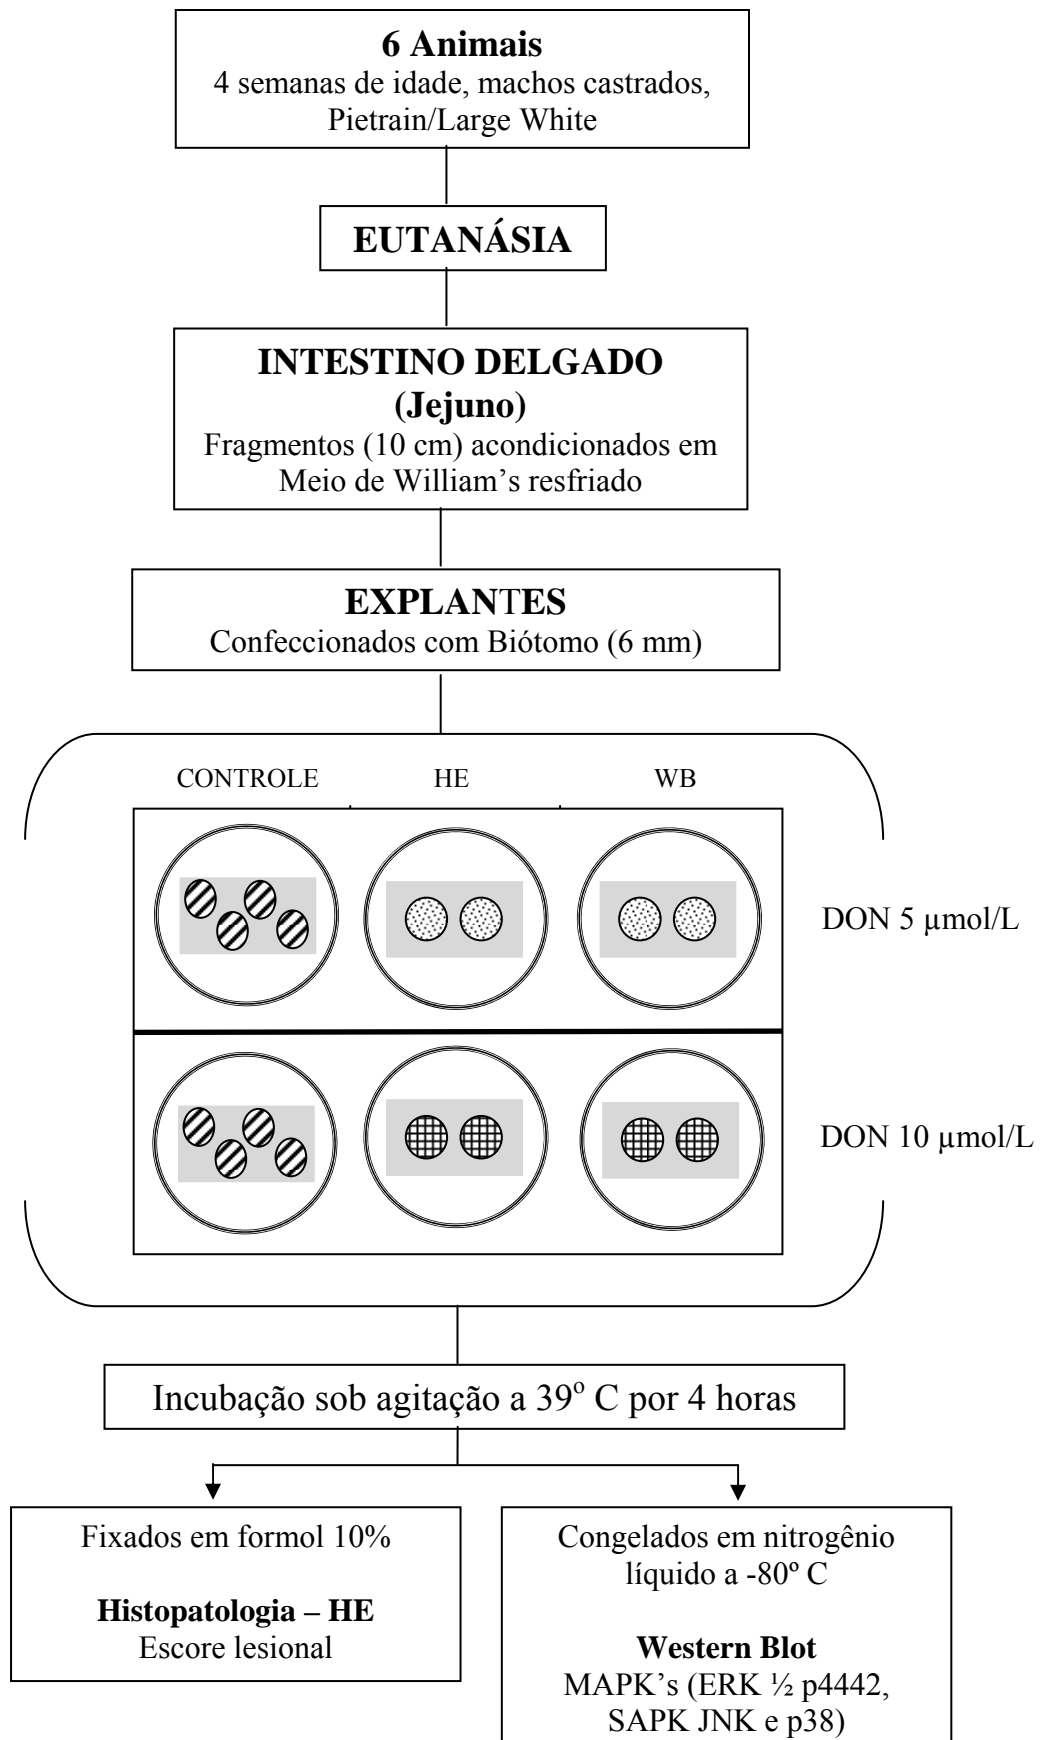 6 Animais
4 semanas de idade, machos castrados,
Pietrain/Large White
EUTANÁSIA
INTESTINO DELGADO
(Jejuno)
Fragmentos (10 cm) acondicionados em
Meio de William’s resfriado
EXPLANTES
Confeccionados com Biótomo (6 mm)
CONTROLE HE WB
DON 5 µmol/L
DON 10 µmol/L
Incubação sob agitação a 39º C por 4 horas
Fixados em formol 10%
Histopatologia – HE
Escore lesional
Congelados em nitrogênio
líquido a -80º C
Western Blot
MAPK’s (ERK ½ p4442,
SAPK JNK e p38)